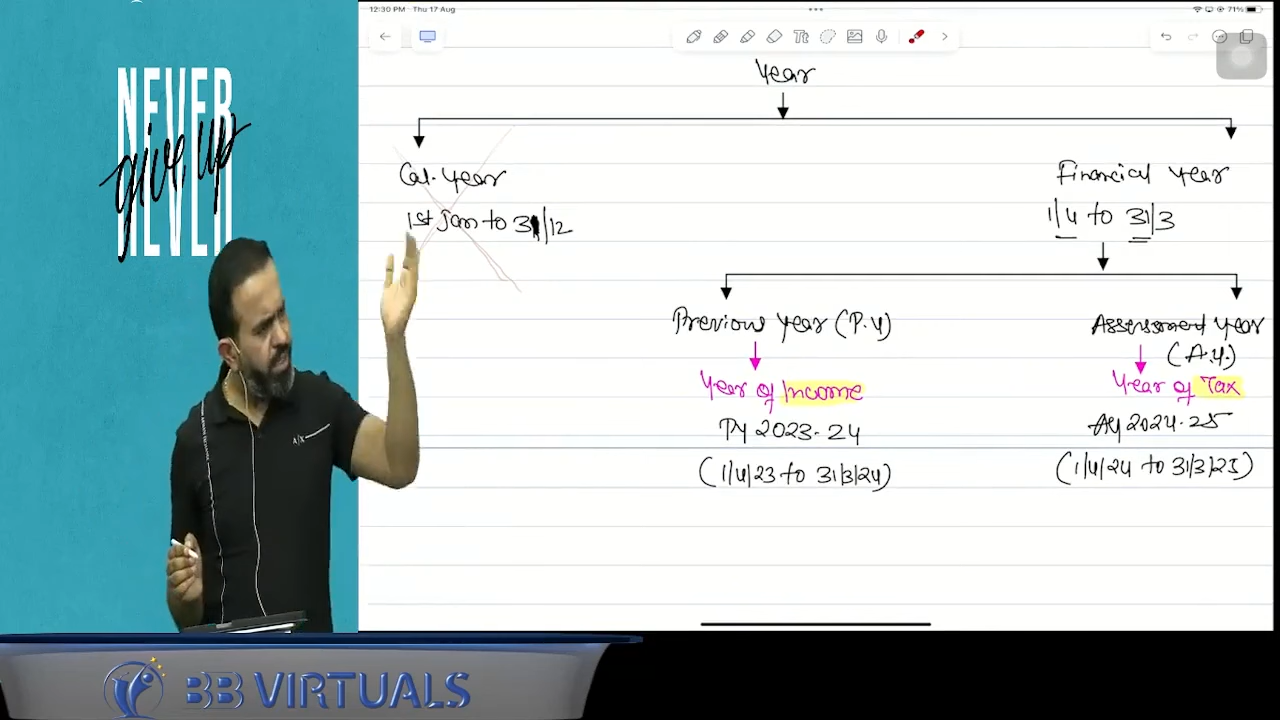 12:30 PM Thu 17 Aug
71%
NEVER
give up
NEVER
Year
Cal. Year
1st Jan to 31/12
Financial Year
1/4 to 31/3
Previous Year (P.Y)
Year of Income
PY 2023-24
(1/4/23 to 31/3/24)
Assessment Year
(A.Y.)
Year of Tax
AY 2024-25
(1/4/24 to 31/3/25)
A|X
BB VIRTUALS